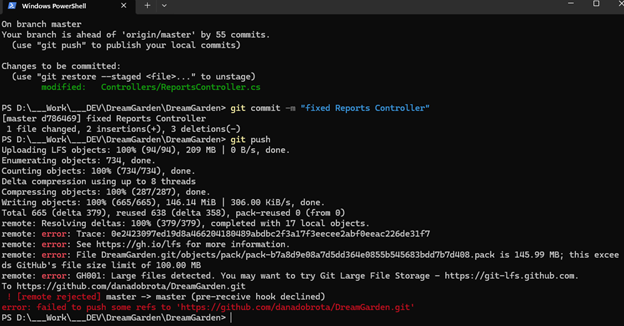 Windows PowerShell
On branch master
Your branch is ahead of 'origin/master' by 55 commits.
(use "git push" to publish your local commits)
Changes to be committed:
(use "git restore --staged <file>..." to unstage)
modified: Controllers/ReportsController.cs
PS D:\___Work\___DEV\DreamGarden\DreamGarden> git commit -m "fixed Reports Controller"
[master d786469] fixed Reports Controller
1 file changed, 2 insertions(+), 3 deletions(-)
PS D:\___Work\___DEV\DreamGarden\DreamGarden> git push
Uploading LFS objects: 100% (94/94), 209 MB | 0 B/s, done.
Enumerating objects: 734, done.
Counting objects: 100% (734/734), done.
Delta compression using up to 8 threads
Compressing objects: 100% (287/287), done.
Writing objects: 100% (665/665), 146.14 MiB | 306.00 KiB/s, done.
Total 665 (delta 379), reused 638 (delta 358), pack-reused 0 (from 0)
remote: Resolving deltas: 100% (379/379), completed with 17 local objects.
remote: error: Trace: 0e2423097ed19d8a466204180489abdbc2f3a17f3eecee2abf0eeac226de31f7
remote: error: See https://gh.io/lfs for more information.
remote: error: File DreamGarden.git/objects/pack/pack-b7a8d9e08a7d5dd364e0855b545683bdd7b7d408.pack is 145.99 MB; this excee
ds GitHub's file size limit of 100.00 MB
remote: error: GH001: Large files detected. You may want to try Git Large File Storage - https://git-lfs.github.com.
To https://github.com/danadobrota/DreamGarden.git
! [remote rejected] master -> master (pre-receive hook declined)
error: failed to push some refs to 'https://github.com/danadobrota/DreamGarden.git'
PS D:\___Work\___DEV\DreamGarden\DreamGarden>